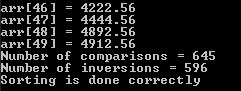 arr[46] = 4222.56
arr[47] = 4444.56
arr[48] = 4892.56
arr[49] = 4912.56
Number of comparisons = 645
Number of inversions = 596
Sorting is done correctly